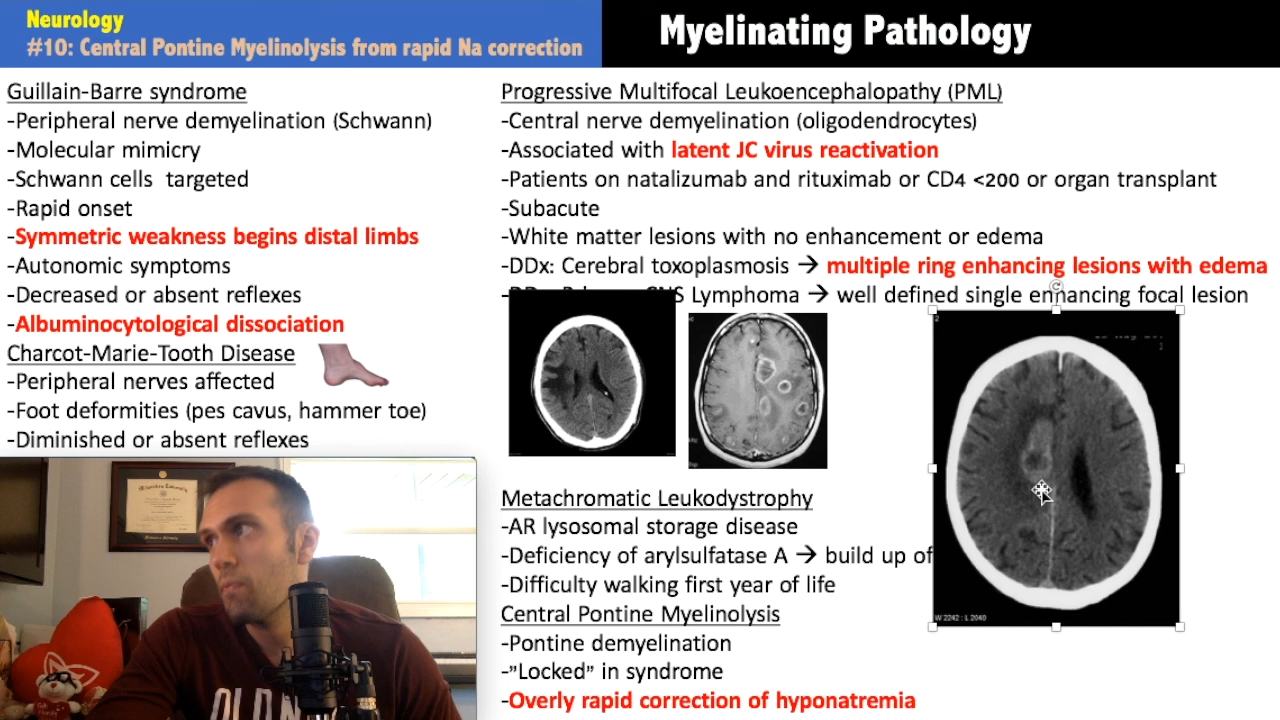 Neurology
#10: Central Pontine Myelinolysis from rapid Na correction
Myelinating Pathology
Guillain-Barre syndrome
-Peripheral nerve demyelination (Schwann)
-Molecular mimicry
-Schwann cells targeted
-Rapid onset
-Symmetric weakness begins distal limbs
-Autonomic symptoms
-Decreased or absent reflexes
-Albuminocytological dissociation
Charcot-Marie-Tooth Disease
-Peripheral nerves affected
-Foot deformities (pes cavus, hammer toe)
-Diminished or absent reflexes
Progressive Multifocal Leukoencephalopathy (PML)
-Central nerve demyelination (oligodendrocytes)
-Associated with latent JC virus reactivation
-Patients on natalizumab and rituximab or CD4 <200 or organ transplant
-Subacute
-White matter lesions with no enhancement or edema
-DDx: Cerebral toxoplasmosis → multiple ring enhancing lesions with edema
Lymphoma → well defined single enhancing focal lesion
W 2242 : L 2040
Metachromatic Leukodystrophy
-AR lysosomal storage disease
-Deficiency of arylsulfatase A → build up of
-Difficulty walking first year of life
Central Pontine Myelinolysis
-Pontine demyelination
-”Locked” in syndrome
-Overly rapid correction of hyponatremia